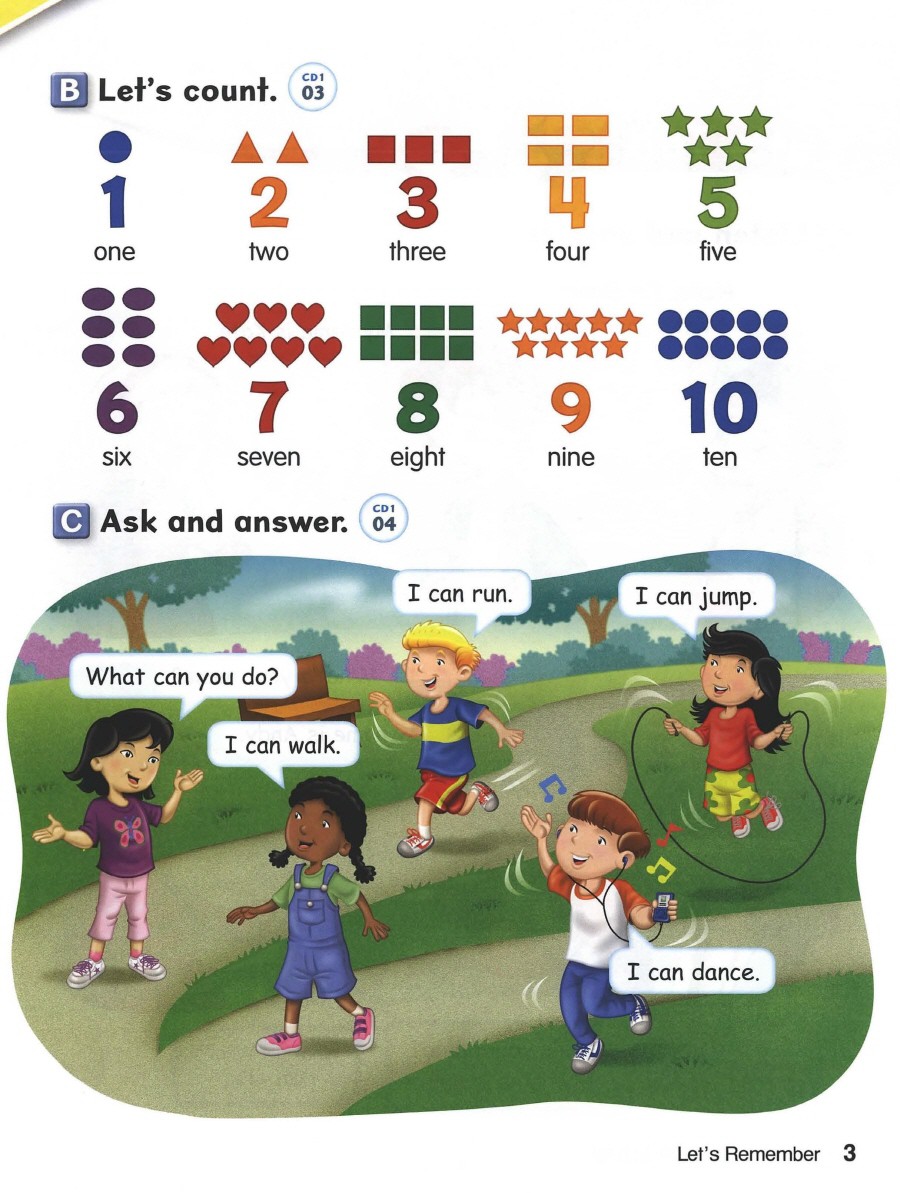 B Let's count. CD1 03
1 2 3 4 5
one two three four five
6 7 8 9 10
six seven eight nine ten
C Ask and answer. CD1 04
I can run.
I can jump.
What can you do?
I can walk.
I can dance.
Let's Remember 3